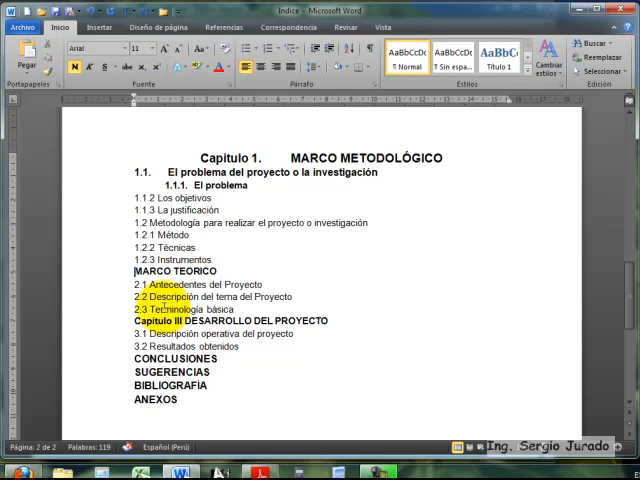 Índice - Microsoft Word
Archivo Inicio Insertar Diseño de página Referencias Correspondencia Revisar Vista
Pegar
Portapapeles
Arial 11
N K S abc
Fuente
Párrafo
AaBbCcDc AaBbCcDc AaBbC
¶ Normal ¶ Sin espa... Título 1
Cambiar estilos
Estilos
Buscar
Reemplazar
Seleccionar
Capitulo 1. MARCO METODOLÓGICO
1.1. El problema del proyecto o la investigación
1.1.1. El problema
1.1.2 Los objetivos
1.1.3 La justificación
1.2 Metodología para realizar el proyecto o investigación
1.2.1 Método
1.2.2 Técnicas
1.2.3 Instrumentos
MARCO TEORICO
2.1 Antecedentes del Proyecto
2.2 Descripción del tema del Proyecto
2.3 Terminología básica
Capítulo III DESARROLLO DEL PROYECTO
3.1 Descripción operativa del proyecto
3.2 Resultados obtenidos
CONCLUSIONES
SUGERENCIAS
BIBLIOGRAFÍA
ANEXOS
Página: 2 de 2 Palabras: 119 Español (Perú)
Ing. Sergio Jurado